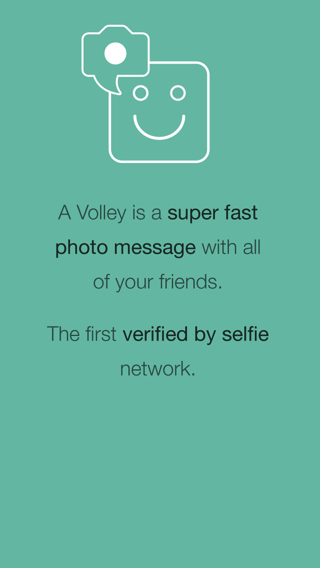 A Volley is a super fast
photo message with all
of your friends.
The first verified by selfie
network.